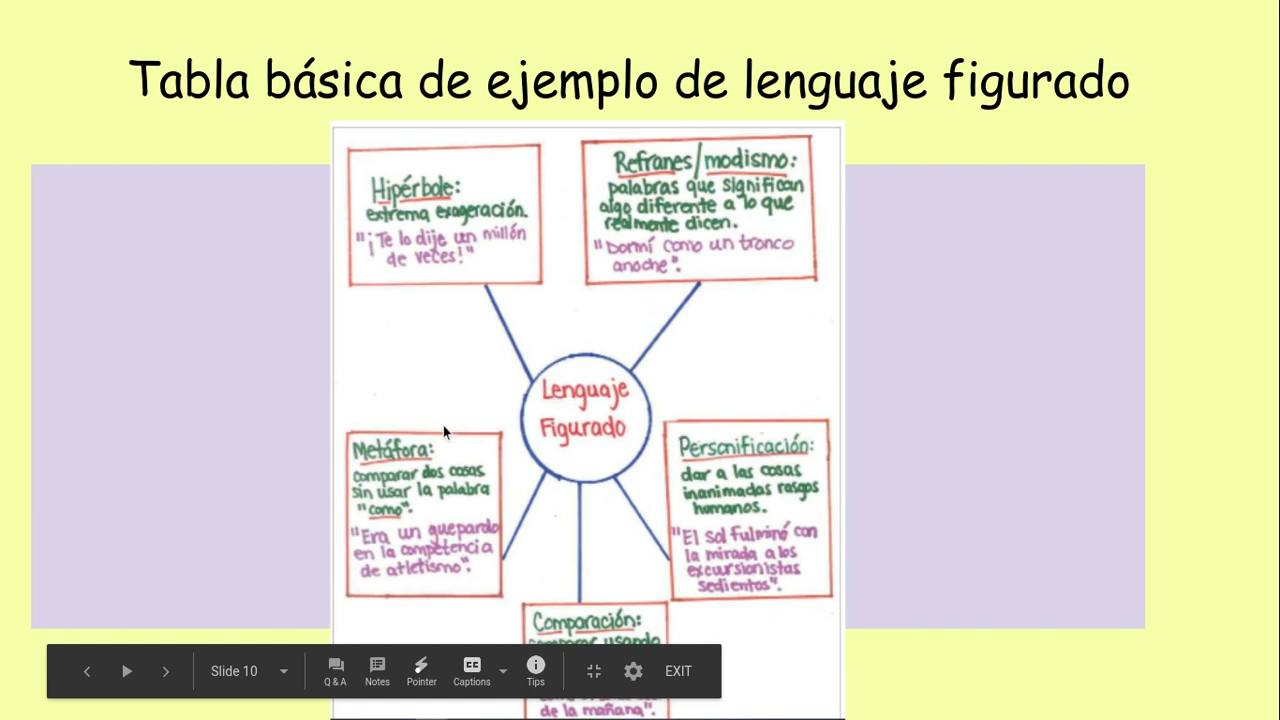 Tabla básica de ejemplo de lenguaje figurado
Hipérbole:
extrema exageración.
"¡Te lo dije un millón
de veces!"
Refranes/modismo:
palabras que significan
algo diferente a lo que
realmente dicen.
"Dormí como un tronco
anoche".
Lenguaje
Figurado
Metáfora:
comparar dos cosas
sin usar la palabra
"como".
"Era un guepardo
en la competencia
de atletismo".
Personificación:
dar a las cosas
inanimadas rasgos
humanos.
"El sol fulminó con
la mirada a los
excursionistas
sedientos".
Comparación:
comparar usando
de la mañana".
Slide 10
Q & A
Notes
Pointer
Captions
Tips
EXIT